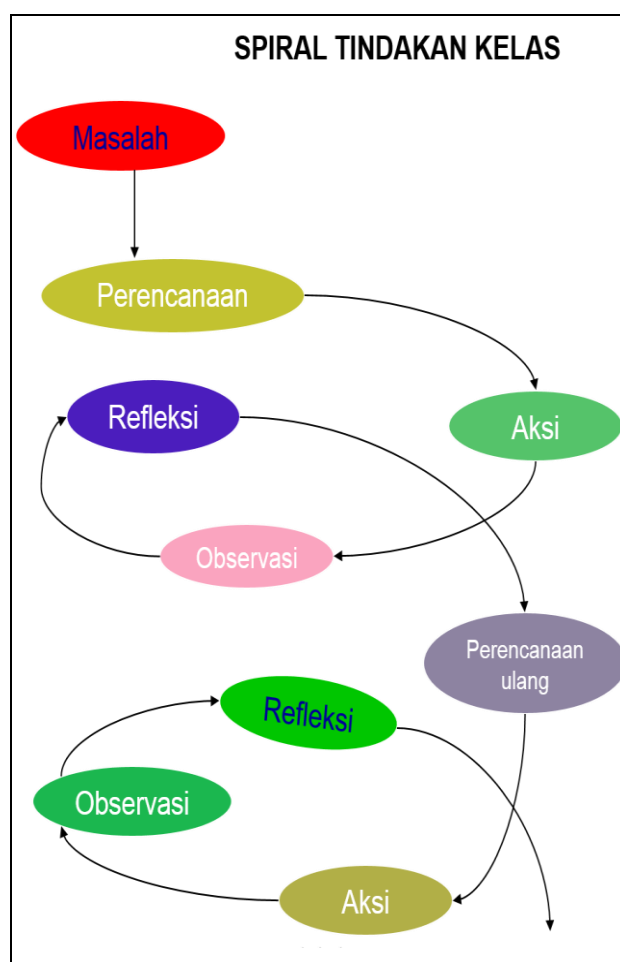 SPIRAL TINDAKAN KELAS
Masalah
Perencanaan
Aksi
Observasi
Refleksi
Perencanaan
ulang
Aksi
Observasi
Refleksi